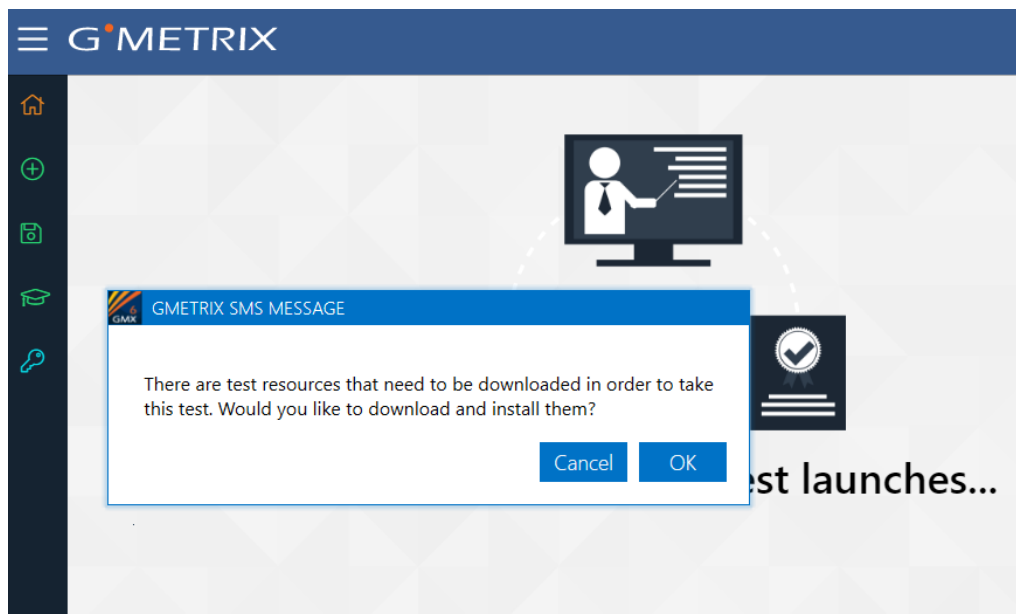 G METRIX
6
GMX
GMETRIX SMS MESSAGE
There are test resources that need to be downloaded in order to take
this test. Would you like to download and install them?
Cancel
OK
launches...